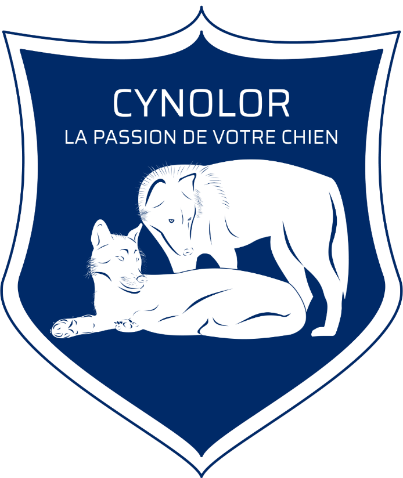 CYNOLOR
LA PASSION DE VOTRE CHIEN